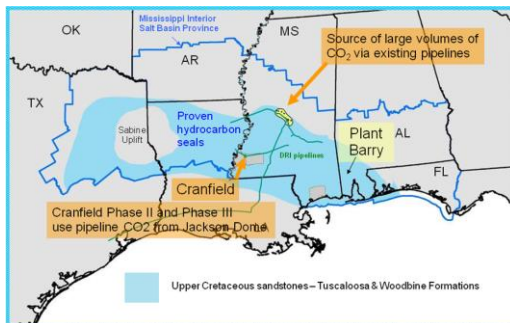 OK
Mississippi Interior
Salt Basin Province
MS
Source of large volumes of
CO2 via existing pipelines
AR
TX
Proven
hydrocarbon
seals
Sabine
Uplift
Plant
Barry
AL
DRI pipelines
FL
Cranfield
Cranfield Phase II and Phase III
use pipeline CO2 from Jackson Dome
LA
Upper Cretaceous sandstones – Tuscaloosa & Woodbine Formations